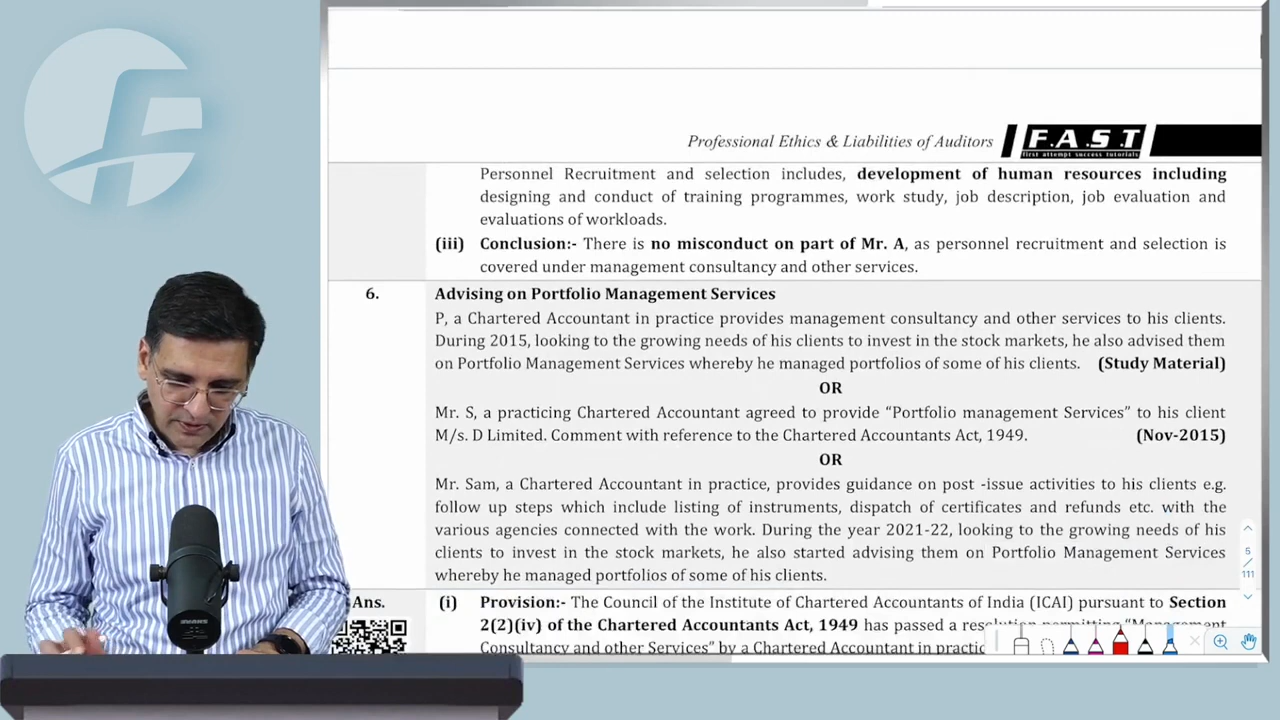 Professional Ethics & Liabilities of Auditors
F.A.S.T
first attempt success tutorials
Personnel Recruitment and selection includes, development of human resources including
designing and conduct of training programmes, work study, job description, job evaluation and
evaluations of workloads.
(iii) Conclusion:- There is no misconduct on part of Mr. A, as personnel recruitment and selection is
covered under management consultancy and other services.
6. Advising on Portfolio Management Services
P, a Chartered Accountant in practice provides management consultancy and other services to his clients.
During 2015, looking to the growing needs of his clients to invest in the stock markets, he also advised them
on Portfolio Management Services whereby he managed portfolios of some of his clients. (Study Material)
OR
Mr. S, a practicing Chartered Accountant agreed to provide “Portfolio management Services” to his client
M/s. D Limited. Comment with reference to the Chartered Accountants Act, 1949. (Nov-2015)
OR
Mr. Sam, a Chartered Accountant in practice, provides guidance on post -issue activities to his clients e.g.
follow up steps which include listing of instruments, dispatch of certificates and refunds etc. with the
various agencies connected with the work. During the year 2021-22, looking to the growing needs of his
clients to invest in the stock markets, he also started advising them on Portfolio Management Services
whereby he managed portfolios of some of his clients.
Ans. (i) Provision:- The Council of the Institute of Chartered Accountants of India (ICAI) pursuant to Section
2(2)(iv) of the Chartered Accountants Act, 1949 has passed a resolution permitting “Management
Consultancy and other Services” by a Chartered Accountant in practic
5
111